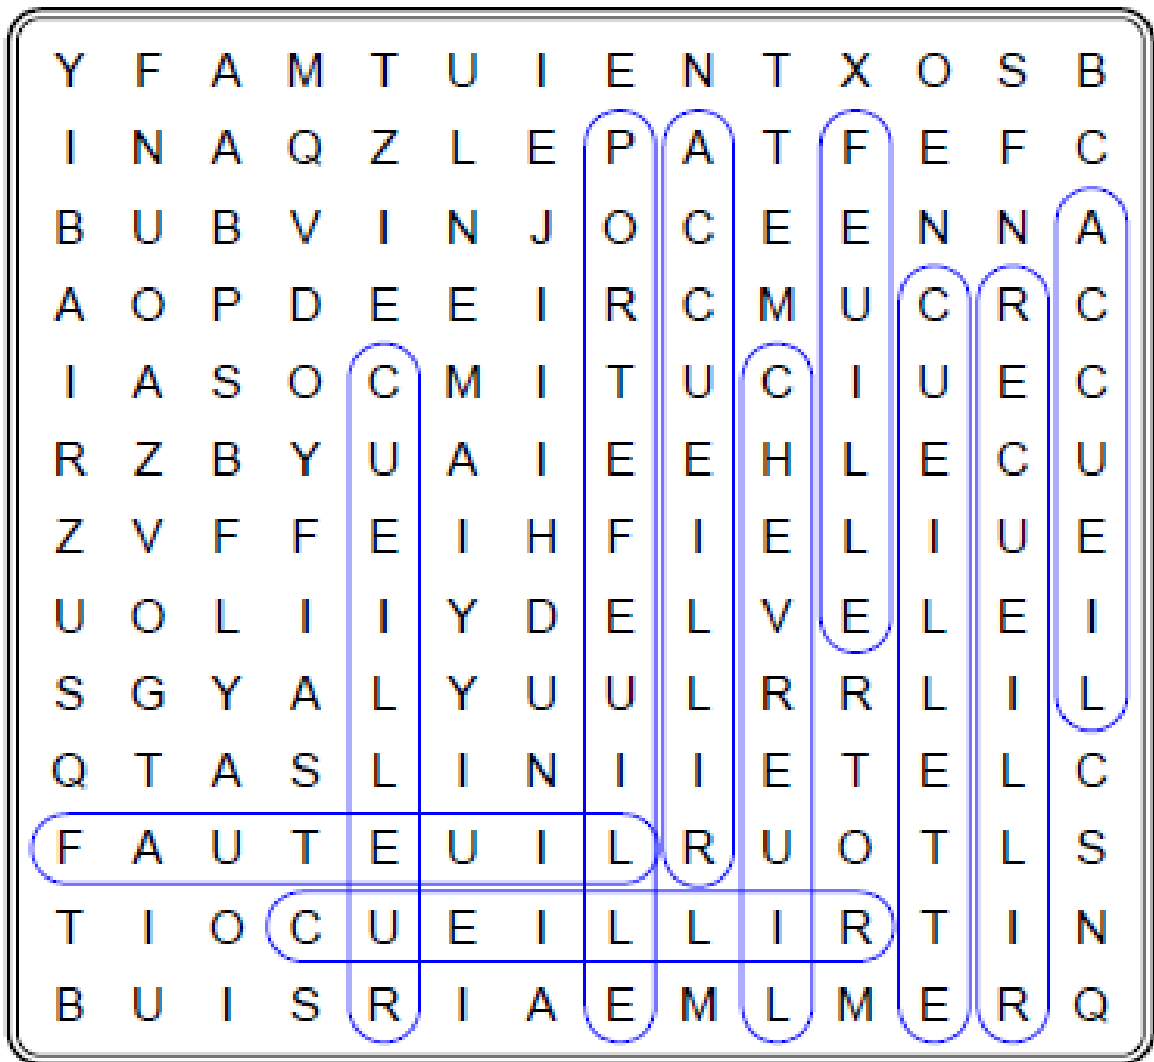 Y F A M T U I E N T X O S B
I N A Q Z L E P A T F E F C
B U B V I N J O C E E N N A
A O P D E E I R C M U C R C
I A S O C M I T U C I U E C
R Z B Y U A I E E H L E C U
Z V F F E I H F I E L I U E
U O L I I Y D E L V E L E I
S G Y A L Y U U L R R L I L
Q T A S L I N I I E T E L C
F A U T E U I L R U O T L S
T I O C U E I L L I R T I N
B U I S R I A E M L M E R Q